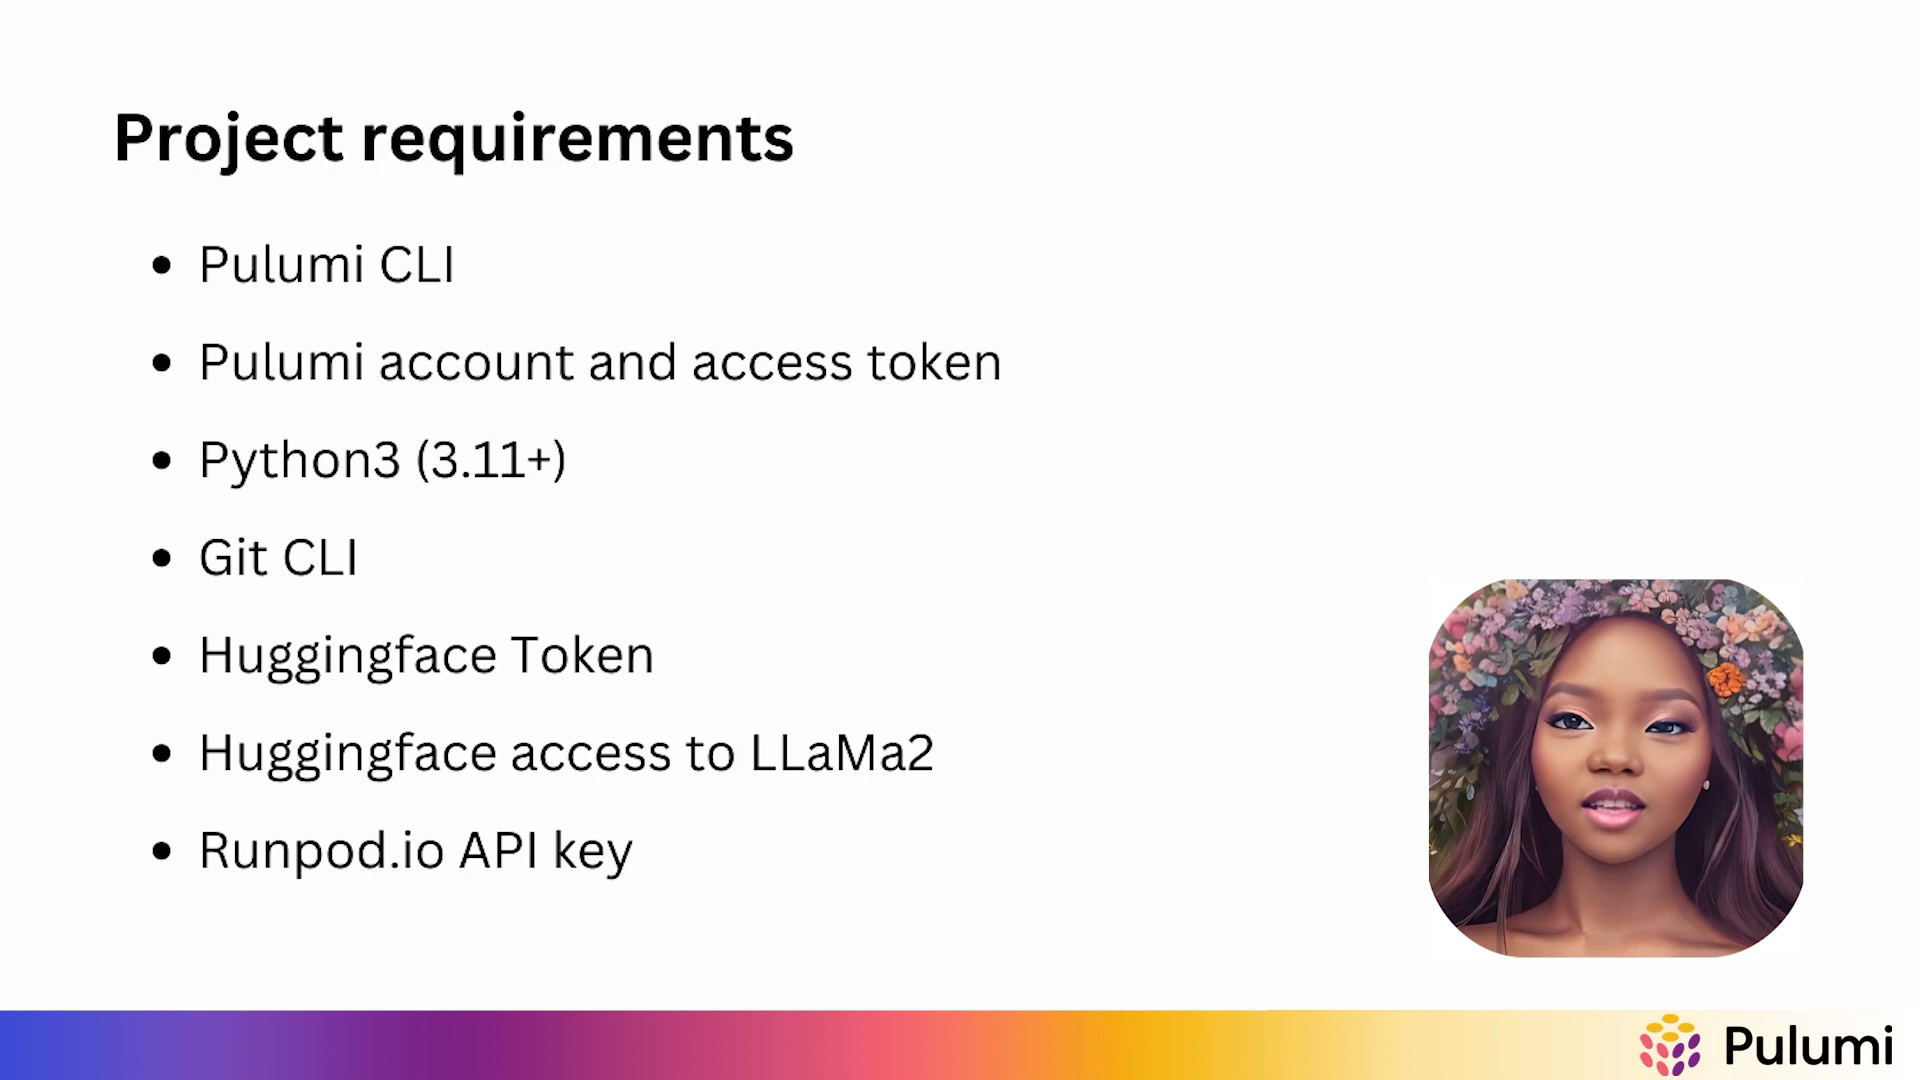 Project requirements
Pulumi CLI
Pulumi account and access token
Python3 (3.11+)
Git CLI
Huggingface Token
Huggingface access to LLaMa2
Runpod.io API key
Pulumi